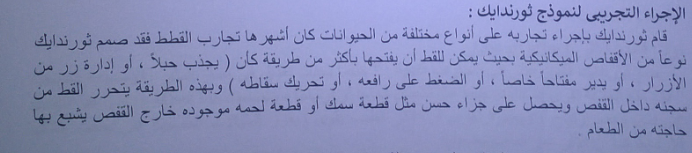 الإجراء التجريبى لنموذج ثورندايك :
قام ثورندايك بإجراء تجاربه على أنواع مختلفة من الحيوانات كان أشهرها تجارب القطط فقد صمم ثورندايك
نوعاً من الأقفاص الميكانيكية بحيث يمكن للقط أن يفتحها بأكثر من طريقة كأن ( يجذب حبلاً ، أو إدارة زر من
الأزرار ، أو يدير مفتاحاً خاصاً ، أو الضغط على رافعه ، أو تحريك سقاطه ) وبهذه الطريقة يتحرر القط من
سجنه داخل القفص ويحصل على جزاء حسن مثل قطعة سمك أو قطعة لحمه موجوده خارج القفص يشبع بها
حاجته من الطعام .